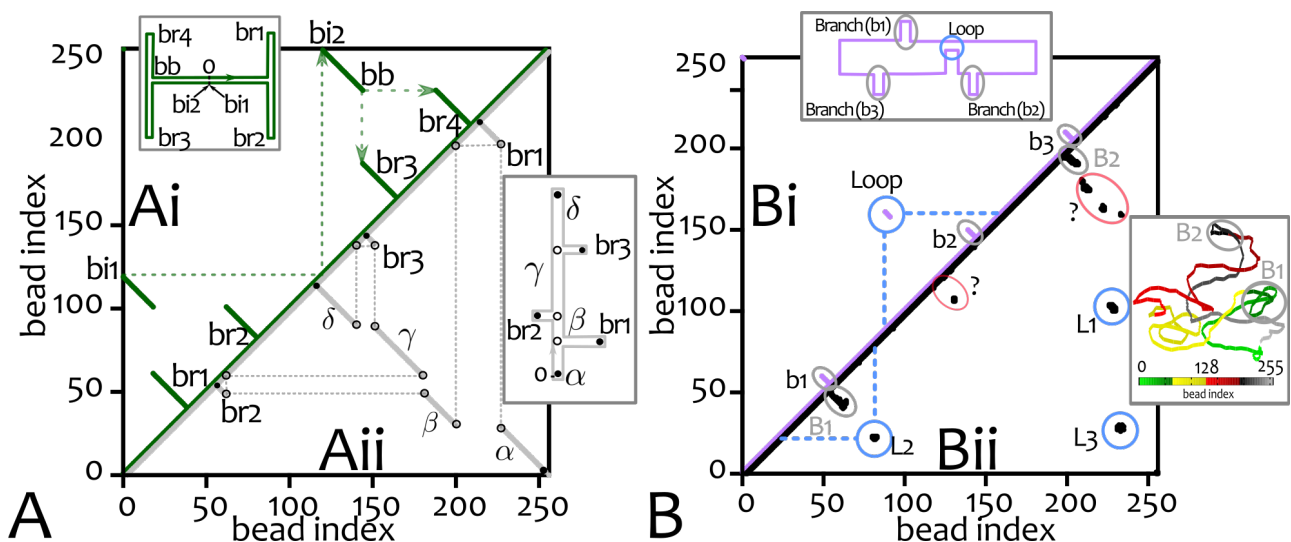 br4
br1
bb
0
bi2
bi1
br3
br2
250
200
150
100
50
0
bead index
bi2
bb
br4
br3
br1
Ai
bi1
br2
br1
br2
br3
δ
γ
β
α
Aii
δ
br3
γ
br2
β
br1
0
α
0
50
100
150
200
250
bead index
A
Branch (b1)
Loop
Branch (b3)
Branch (b2)
250
200
150
100
50
0
bead index
b3
B2
?
Loop
Bi
b2
?
L1
b1
B1
L2
Bii
L3
B2
B1
0
128
255
bead index
0
50
100
150
200
250
bead index
B